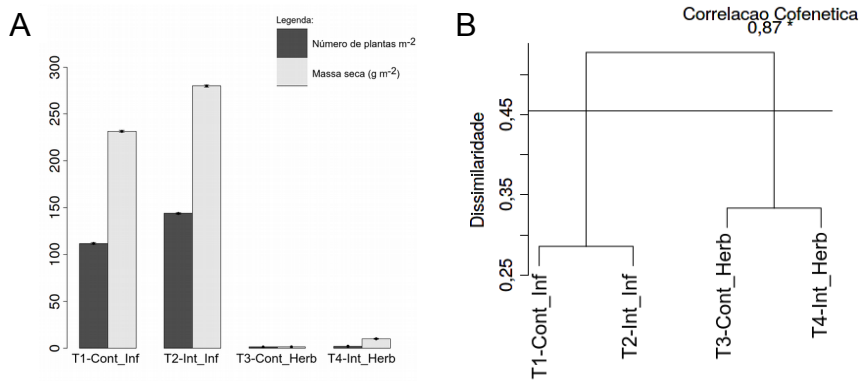 A
Legenda:
Número de plantas m-2
Massa seca (g m-2)
300
250
200
150
100
50
0
T1-Cont_Inf
T2-Int_Inf
T3-Cont_Herb
T4-Int_Herb
B
Correlacao Cofenetica
0,87 *
Dissimilaridade
0,45
0,35
0,25
T1-Cont_Inf
T2-Int_Inf
T3-Cont_Herb
T4-Int_Herb